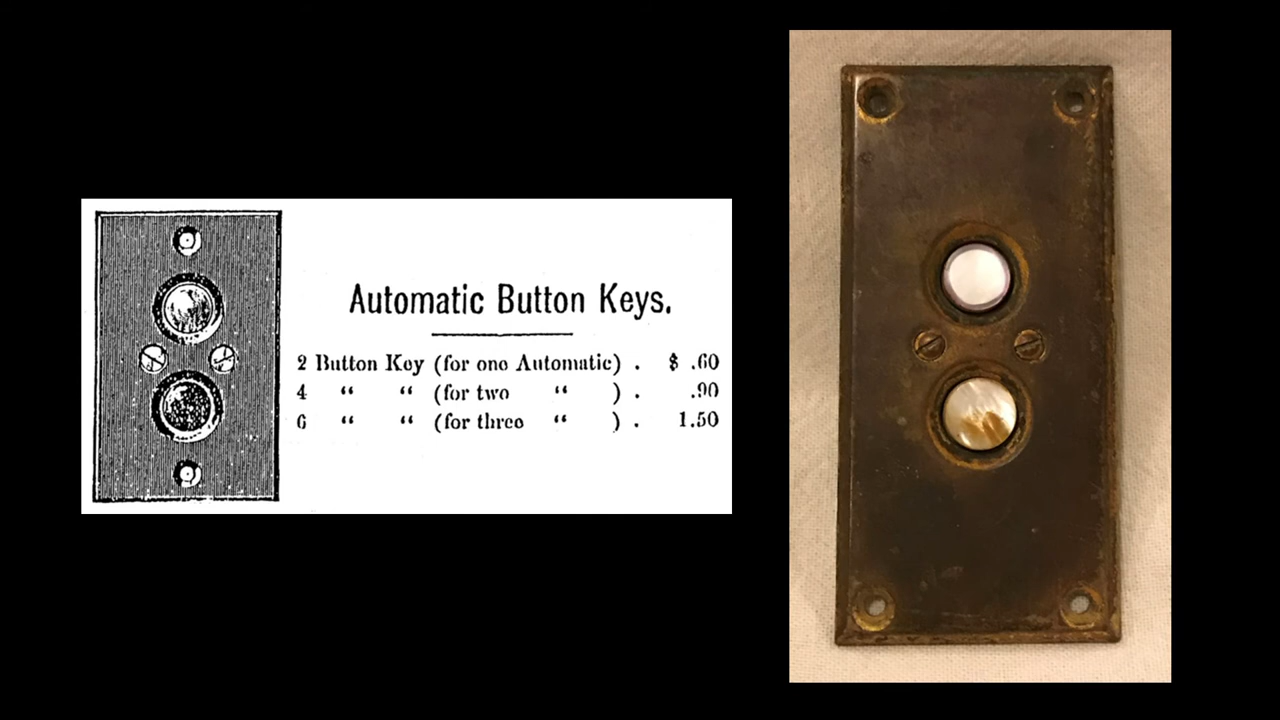 Automatic Button Keys.
2 Button Key (for one Automatic) . $ .60
4 “ “ (for two “ ) . .90
6 “ “ (for three “ ) . 1.50